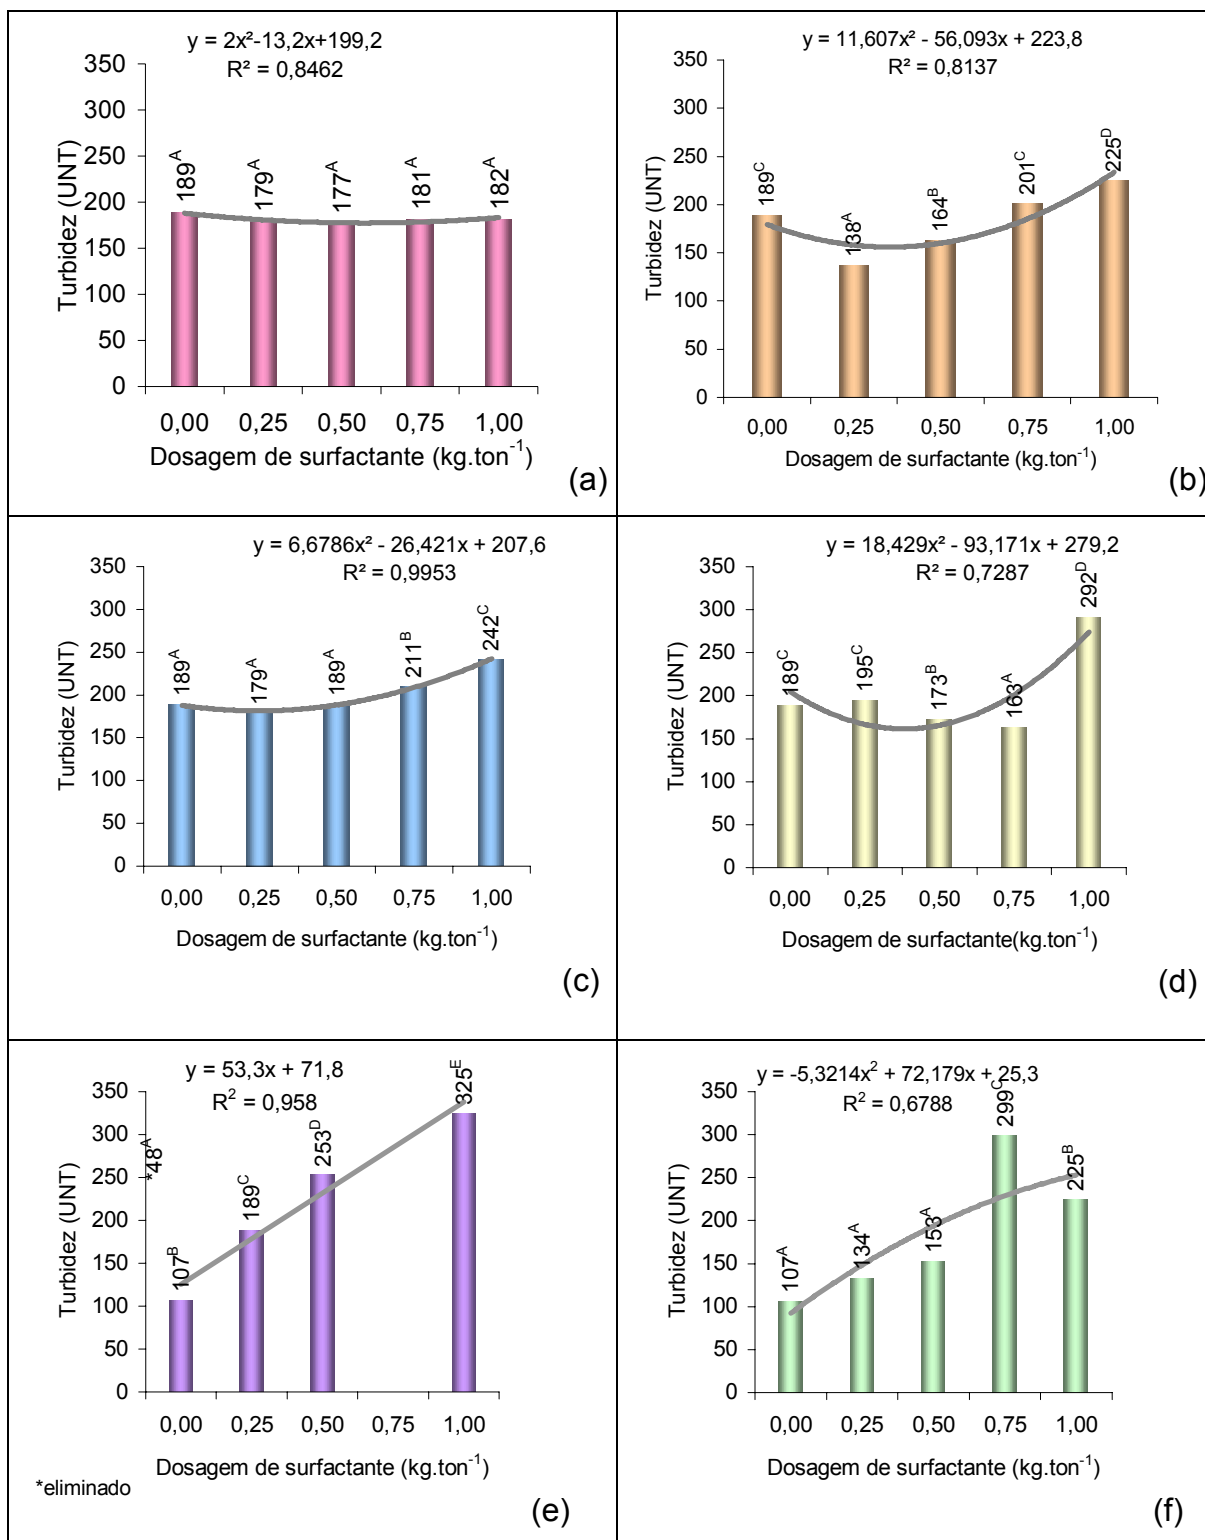 y = 2x²-13,2x+199,2
R² = 0,8462
350
300
250
200
150
100
50
0
Turbidez (UNT)
189ᴬ
179ᴬ
177ᴬ
181ᴬ
182ᴬ
0,00 0,25 0,50 0,75 1,00
Dosagem de surfactante (kg.ton⁻¹)
(a)
y = 11,607x² - 56,093x + 223,8
R² = 0,8137
350
300
250
200
150
100
50
0
Turbidez (UNT)
189ᶜ
138ᴬ
164ᴮ
201ᶜ
225ᴰ
0,00 0,25 0,50 0,75 1,00
Dosagem de surfactante (kg.ton⁻¹)
(b)
y = 6,6786x² - 26,421x + 207,6
R² = 0,9953
350
300
250
200
150
100
50
0
Turbidez (UNT)
189ᴬ
179ᴬ
189ᴬ
211ᴮ
242ᶜ
0,00 0,25 0,50 0,75 1,00
Dosagem de surfactante (kg.ton⁻¹)
(c)
y = 18,429x² - 93,171x + 279,2
R² = 0,7287
350
300
250
200
150
100
50
0
Turbidez (UNT)
189ᶜ
195ᶜ
173ᴮ
163ᴬ
292ᴰ
0,00 0,25 0,50 0,75 1,00
Dosagem de surfactante(kg.ton⁻¹)
(d)
y = 53,3x + 71,8
R² = 0,958
350
300
250
200
150
100
50
0
Turbidez (UNT)
*48ᴬ
107ᴮ
189ᶜ
253ᴰ
325ᴱ
0,00 0,25 0,50 0,75 1,00
Dosagem de surfactante (kg.ton⁻¹)
*eliminado
(e)
y = -5,3214x² + 72,179x + 25,3
R² = 0,6788
350
300
250
200
150
100
50
0
Turbidez (UNT)
107ᴬ
134ᴬ
153ᴬ
299ᶜ
225ᴮ
0,00 0,25 0,50 0,75 1,00
Dosagem de surfactante (kg.ton⁻¹)
(f)